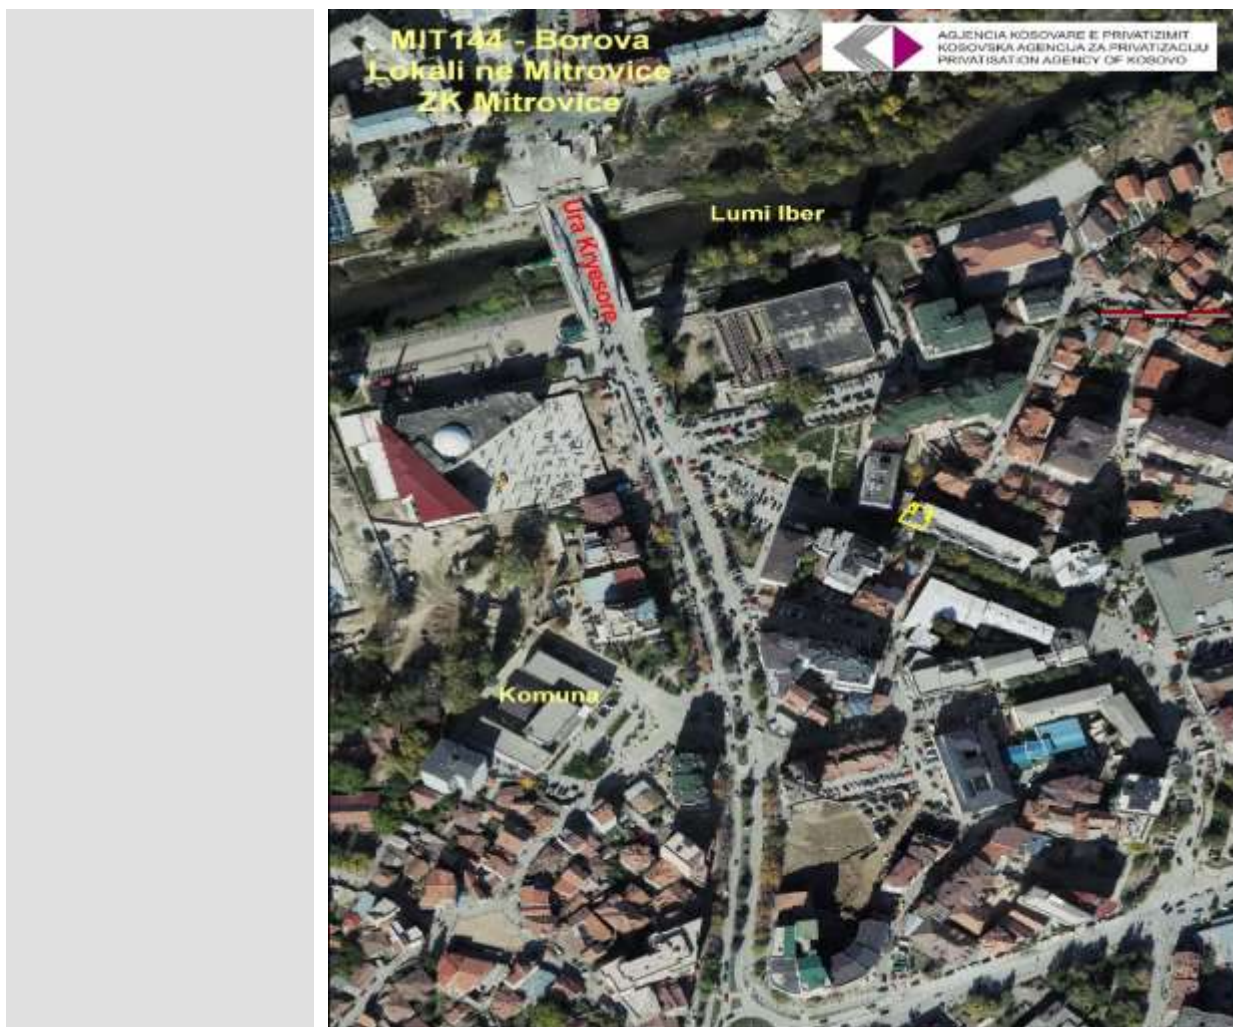 MIT144 - Borova
Lokali ne Mitrovice
ZK Mitrovice
AGJENCIA KOSOVARE E PRIVATIZIMIT
KOSOVSKA AGENCIJA ZA PRIVATIZACIJU
PRIVATISATION AGENCY OF KOSOVO
Lumi Iber
Ura Kryesore
Komuna